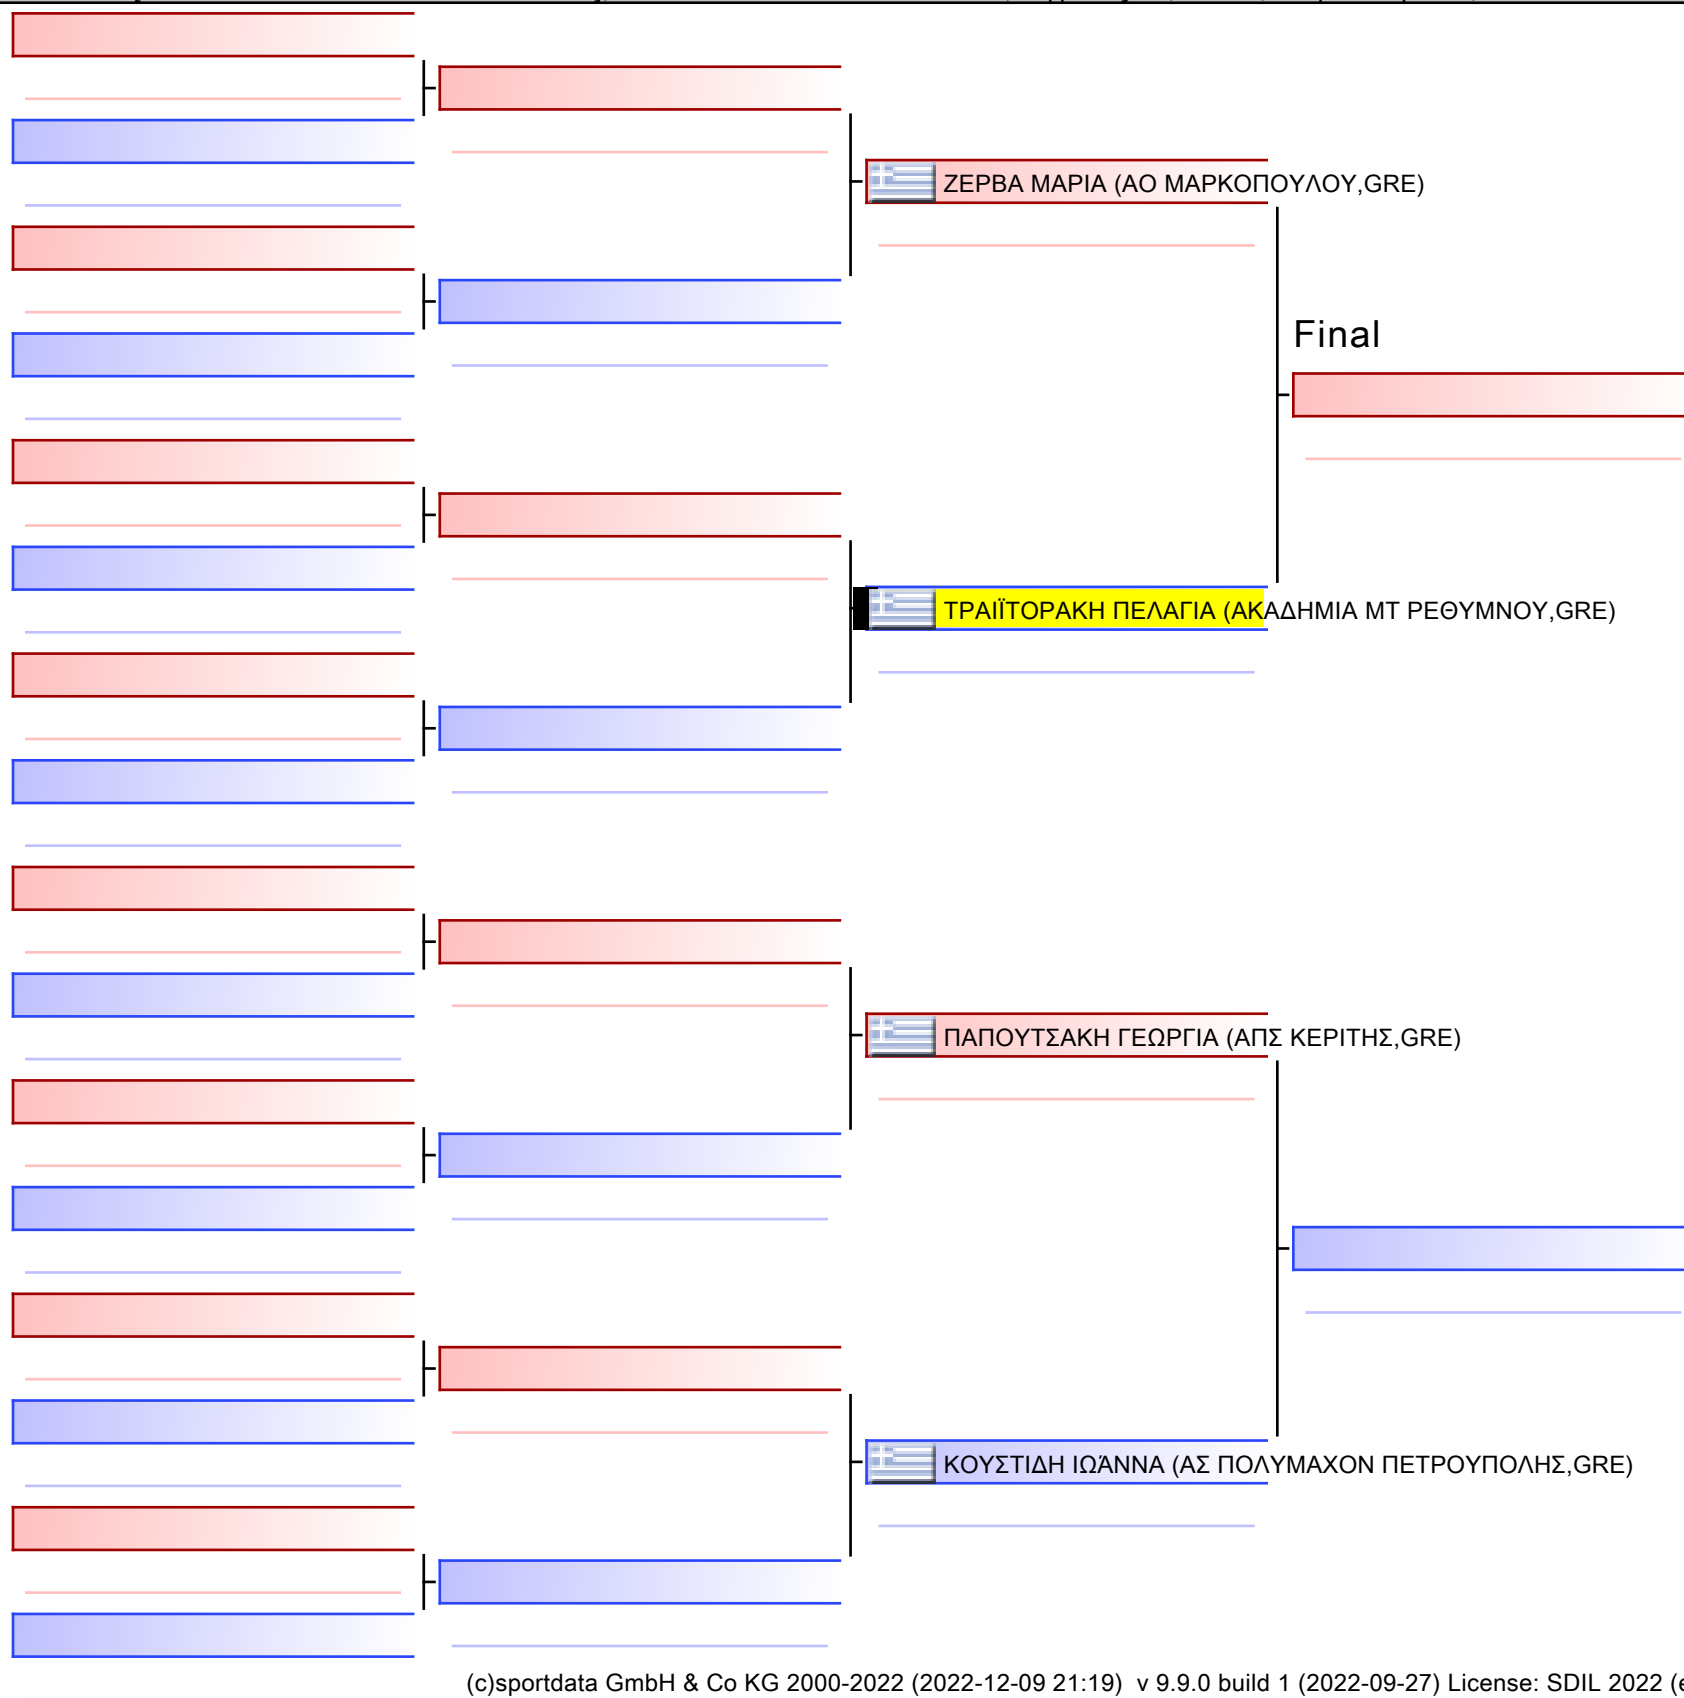 ΖΕΡΒΑ ΜΑΡΙΑ (ΑΟ ΜΑΡΚΟΠΟΥΛΟΥ,GRE)
Final
ΤΡΑΙΪΤΟΡΑΚΗ ΠΕΛΑΓΙΑ (ΑΚΑΔΗΜΙΑ ΜΤ ΡΕΘΥΜΝΟΥ,GRE)
ΠΑΠΟΥΤΣΑΚΗ ΓΕΩΡΓΙΑ (ΑΠΣ ΚΕΡΙΤΗΣ,GRE)
ΚΟΥΣΤΙΔΗ ΙΩΆΝΝΑ (ΑΣ ΠΟΛΥΜΑΧΟΝ ΠΕΤΡΟΥΠΟΛΗΣ,GRE)
(c)sportdata GmbH & Co KG 2000-2022 (2022-12-09 21:19) v 9.9.0 build 1 (2022-09-27) License: SDIL 2022 (